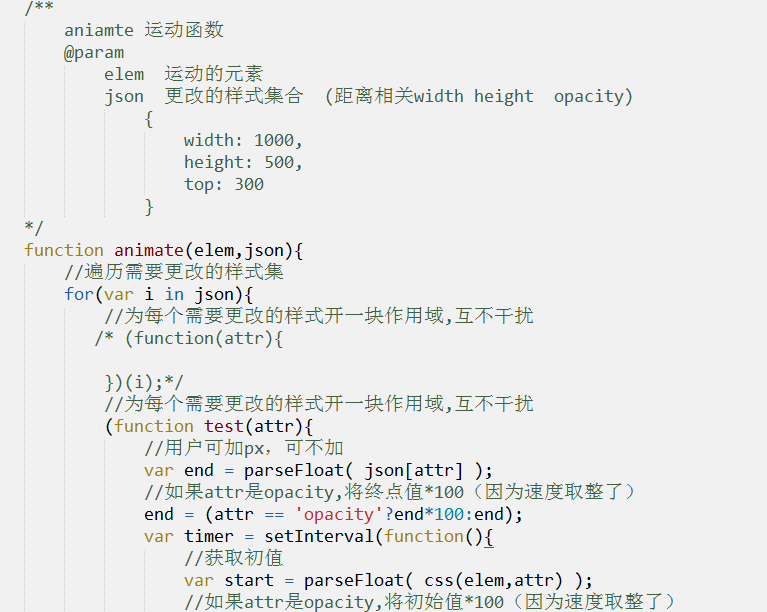 /**
aniamte 运动函数
@param
elem 运动的元素
json 更改的样式集合 (距离相关width height opacity)
{
width: 1000,
height: 500,
top: 300
}
*/
function animate(elem,json){
//遍历需要更改的样式集
for(var i in json){
//为每个需要更改的样式开一块作用域,互不干扰
/* (function(attr){
})(i);*/
//为每个需要更改的样式开一块作用域,互不干扰
(function test(attr){
//用户可加px，可不加
var end = parseFloat( json[attr] );
//如果attr是opacity,将终点值*100（因为速度取整了）
end = (attr == 'opacity'?end*100:end);
var timer = setInterval(function(){
//获取初值
var start = parseFloat( css(elem,attr) );
//如果attr是opacity,将初始值*100（因为速度取整了）